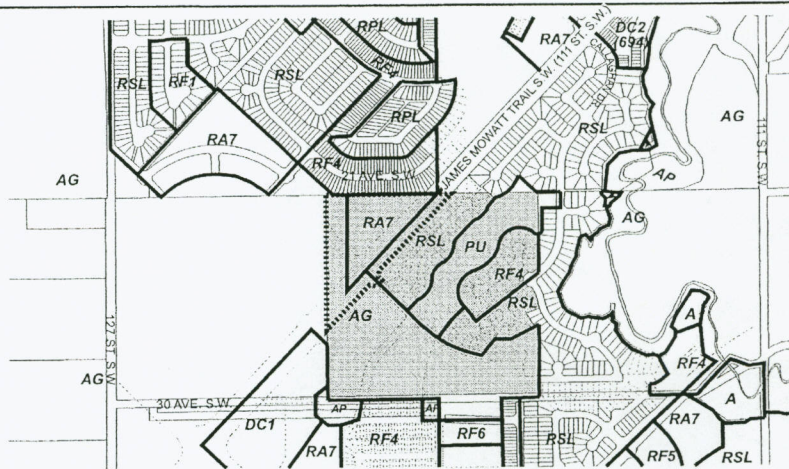 RPL
RA7
DC2
(694)
RSL
RF1
RSL
RF4
JAMES MOWATT TRAIL S.W. (111 ST. S.W.)
RPL
RSL
AG
111 ST. S.W.
RA7
RF4
21 AVE. S.W.
AG
AP
RA7
RSL
PU
AG
RF4
RSL
AG
127 ST. S.W.
A
AG
RF4
30 AVE. S.W.
AP
AP
A
DC1
RA7
RF4
RF6
RSL
RA7
RF5
RSL